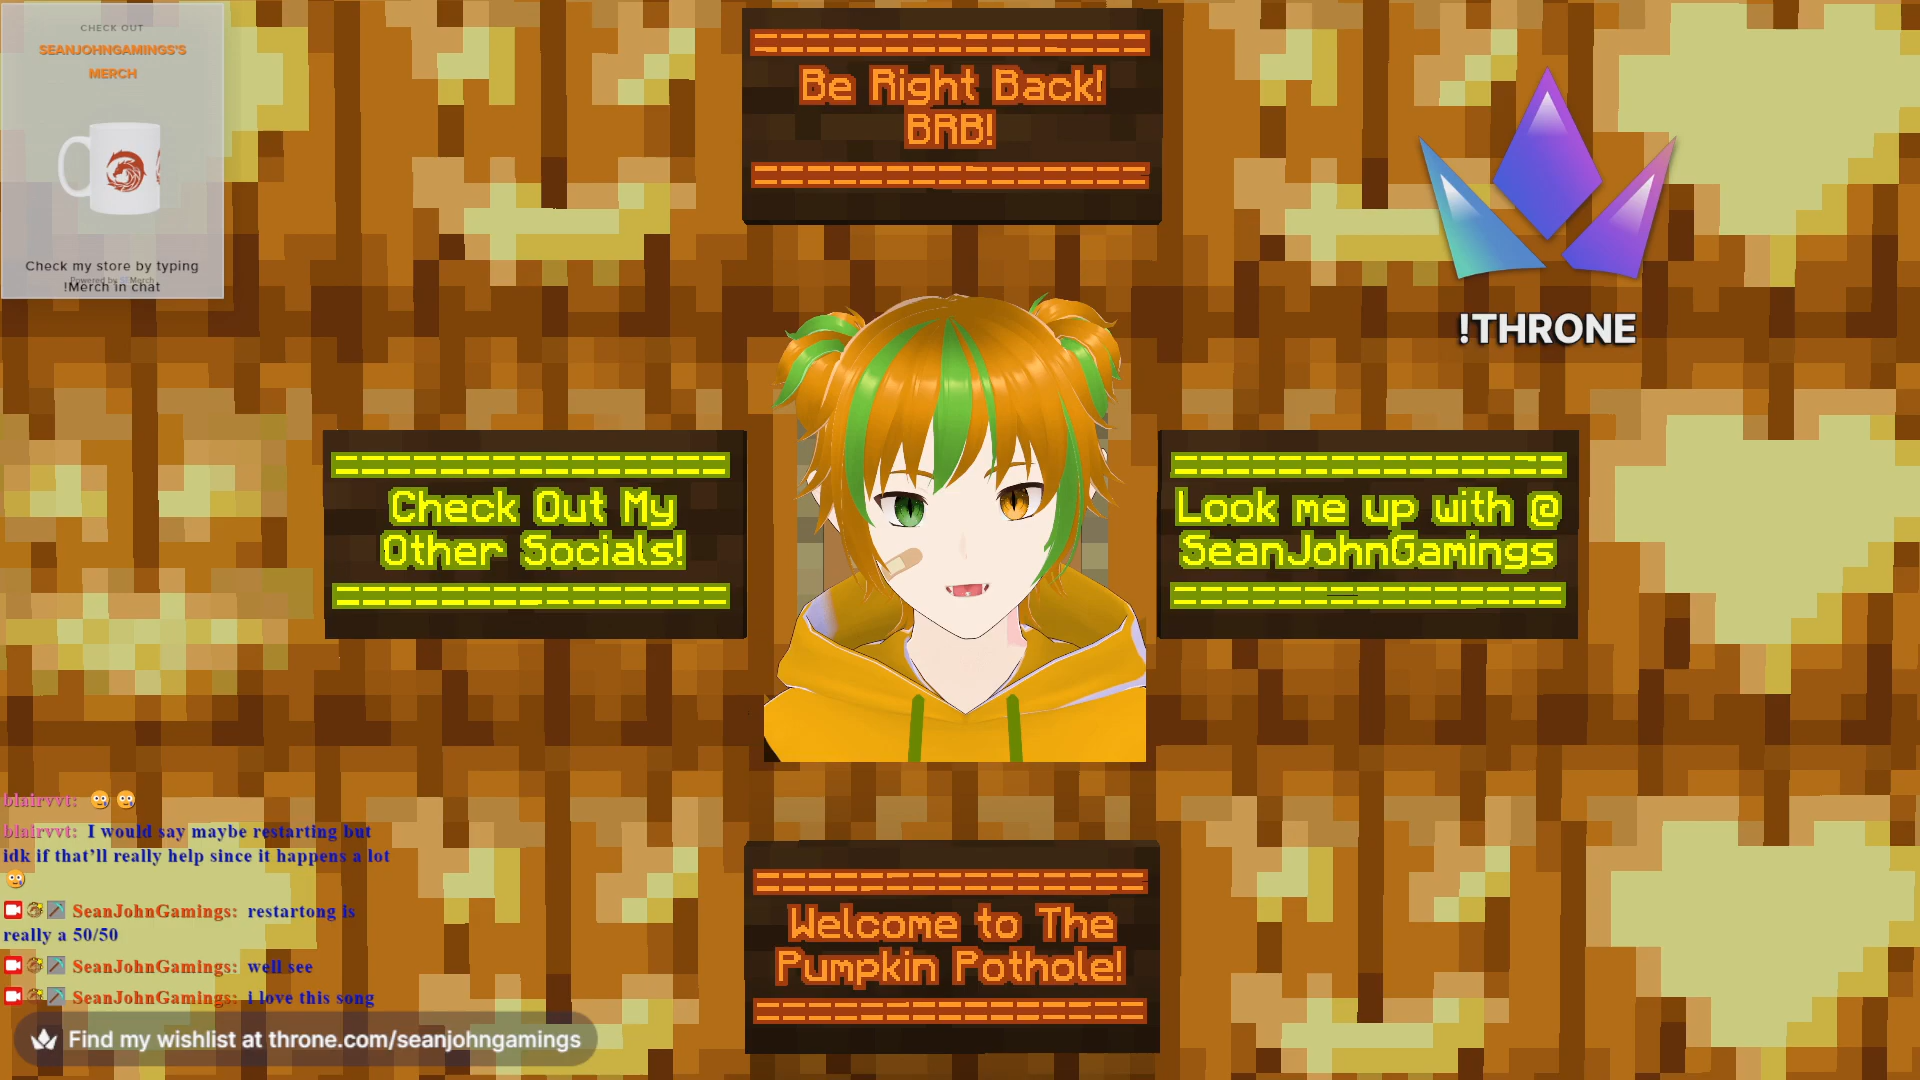 CHECK OUT
SEANJOHNGAMINGS'S
MERCH
Check my store by typing
Powered by Merch
!Merch in chat
================
Be Right Back!
BRB!
================
!THRONE
================
Check Out My
Other Socials!
================
================
Look me up with @
SeanJohnGamings
================
blairvvt:
blairvvt: I would say maybe restarting but
idk if that’ll really help since it happens a lot
SeanJohnGamings: restartong is
really a 50/50
SeanJohnGamings: well see
SeanJohnGamings: i love this song
Find my wishlist at throne.com/seanjohngamings
================
Welcome to The
Pumpkin Pothole!
================